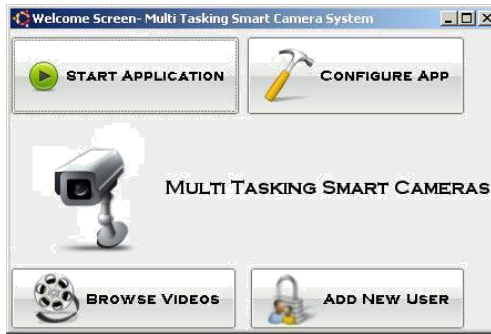 Welcome Screen- Multi Tasking Smart Camera System
START APPLICATION
CONFIGURE APP
MULTI TASKING SMART CAMERAS
BROWSE VIDEOS
ADD NEW USER